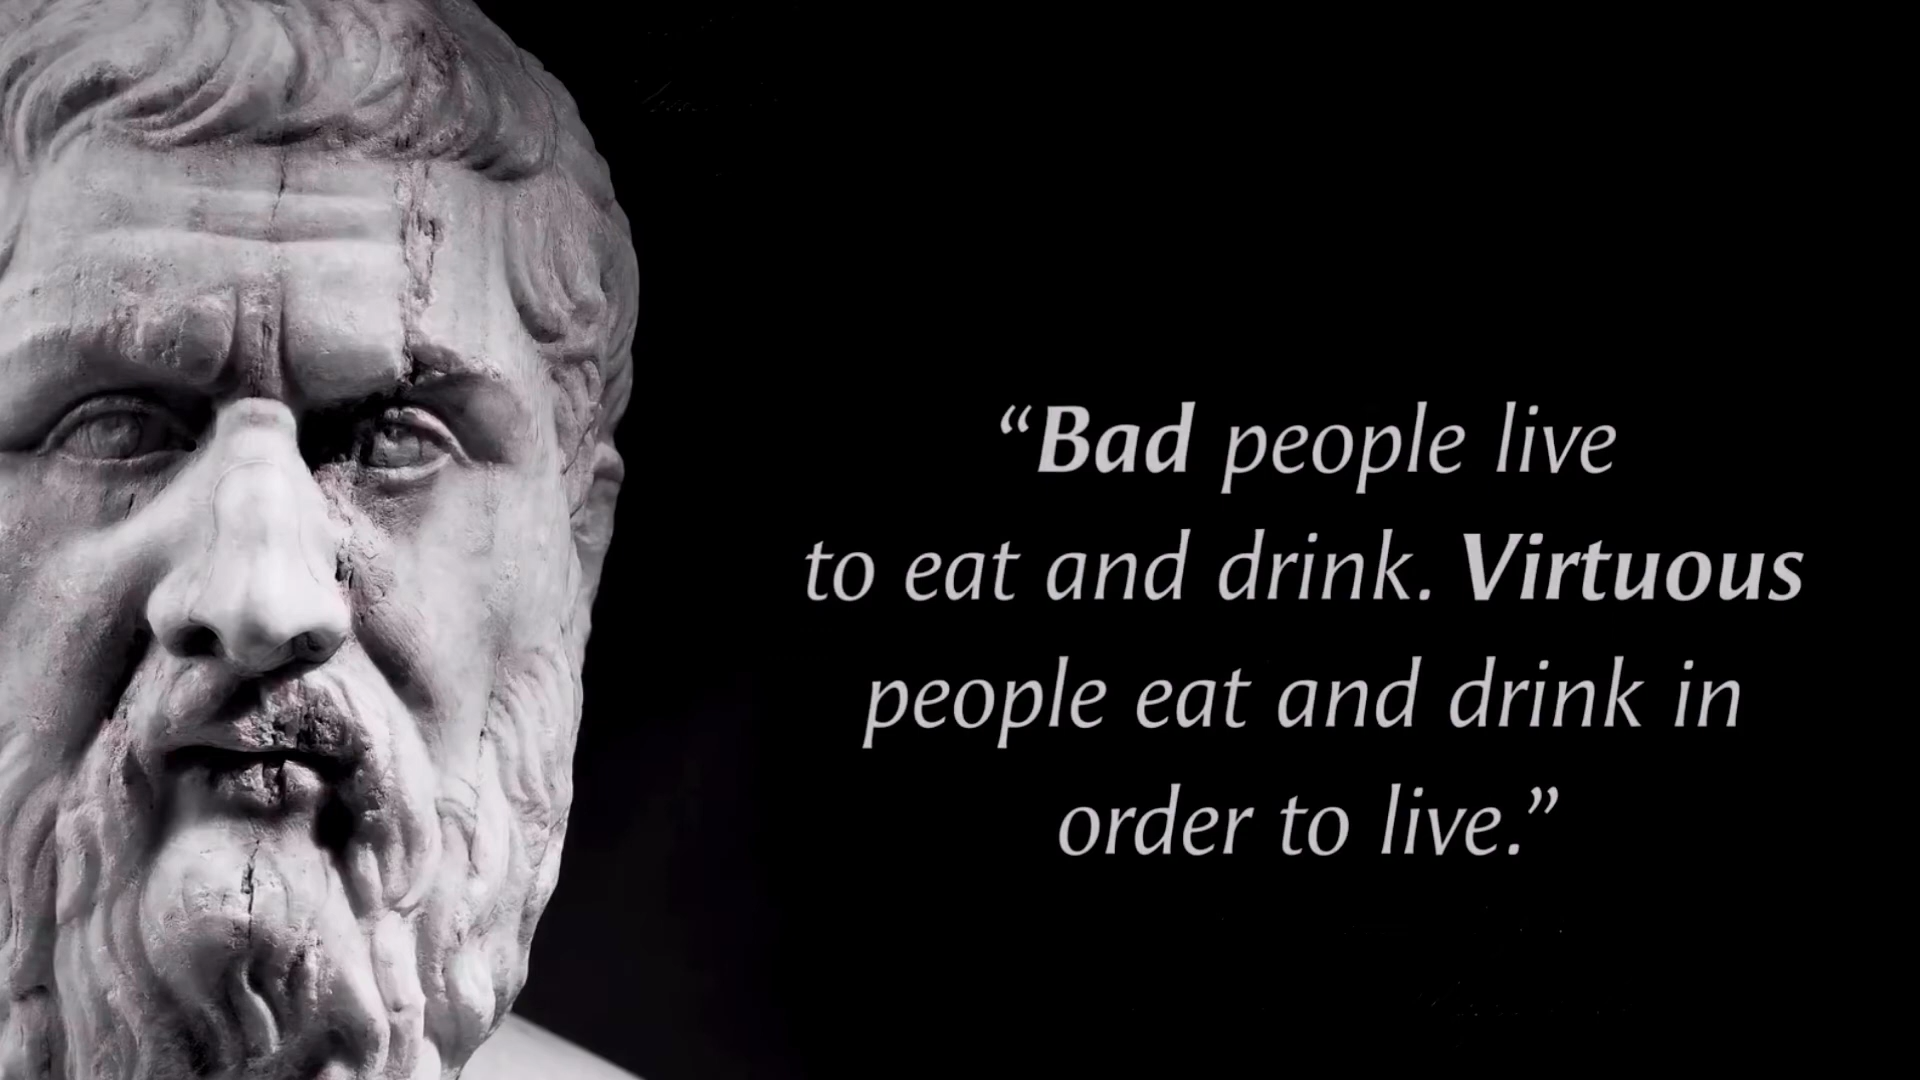 “Bad people live
to eat and drink. Virtuous
people eat and drink in
order to live.”